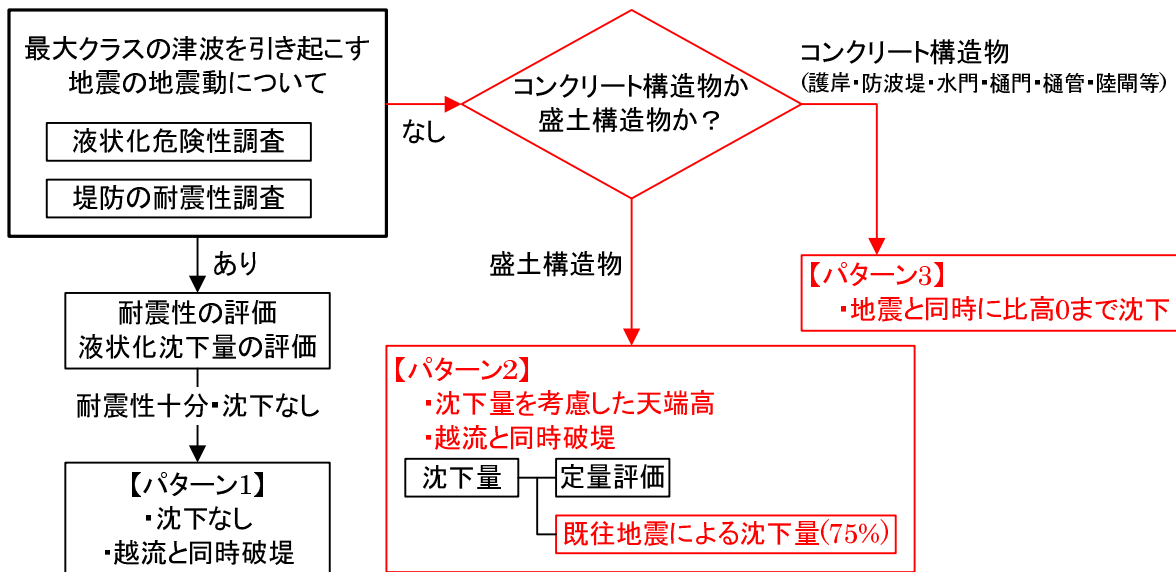 最大クラスの津波を引き起こす
地震の地震動について
液状化危険性調査
堤防の耐震性調査
なし
コンクリート構造物か
盛土構造物か？
コンクリート構造物
(護岸・防波堤・水門・樋門・樋管・陸閘等)
あり
盛土構造物
【パターン3】
・地震と同時に比高0まで沈下
耐震性の評価
液状化沈下量の評価
耐震性十分・沈下なし
【パターン1】
・沈下なし
・越流と同時破堤
【パターン2】
・沈下量を考慮した天端高
・越流と同時破堤
沈下量
定量評価
既往地震による沈下量(75%)